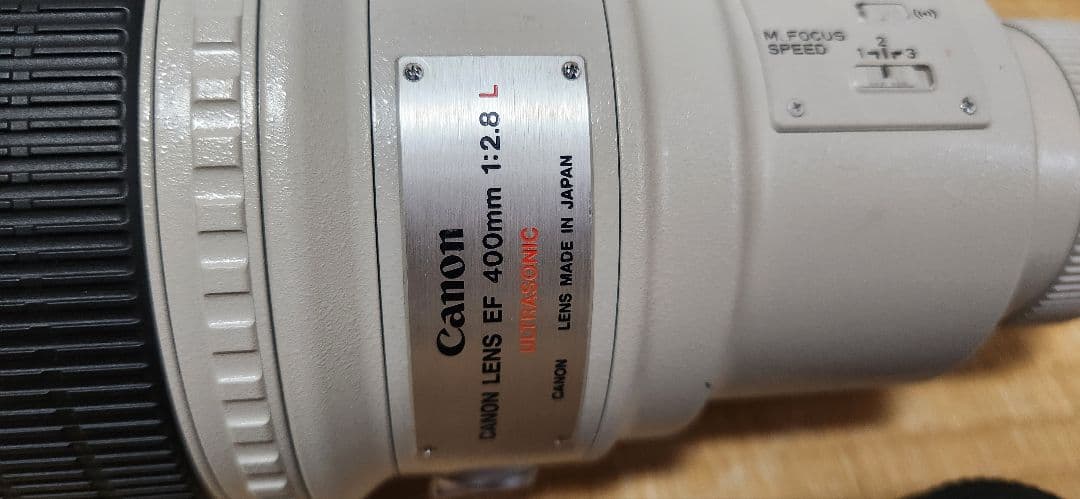 Canon
CANON LENS EF 400mm 1:2.8 L
ULTRASONIC
CANON LENS MADE IN JAPAN
M. FOCUS
SPEED
2
1 3